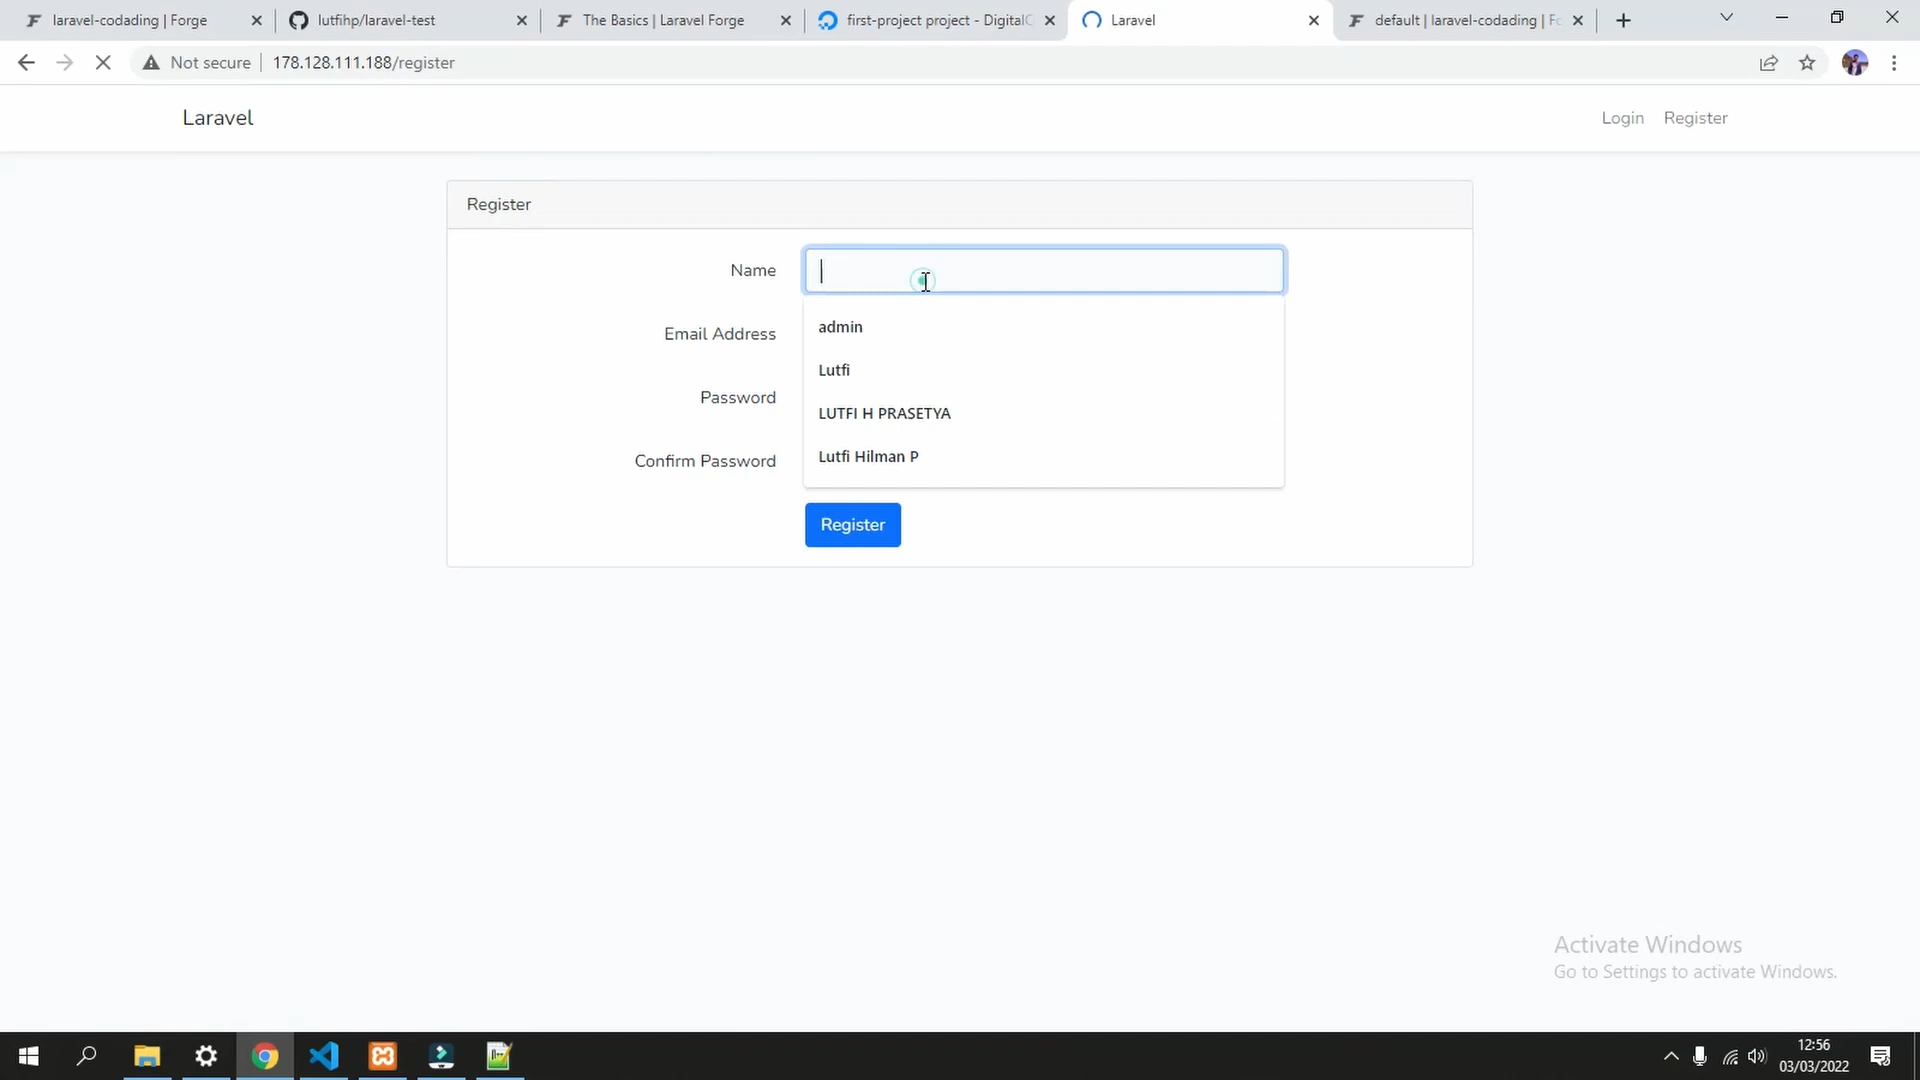 laravel-codading | Forge
lutfihp/laravel-test
The Basics | Laravel Forge
first-project project - Digital
Laravel
default | laravel-codading |
Not secure
178.128.111.188/register
Laravel
Login
Register
Register
Name
admin
Email Address
Lutfi
Password
LUTFI H PRASETYA
Confirm Password
Lutfi Hilman P
Register
Activate Windows
Go to Settings to activate Windows.
12:56
03/03/2022